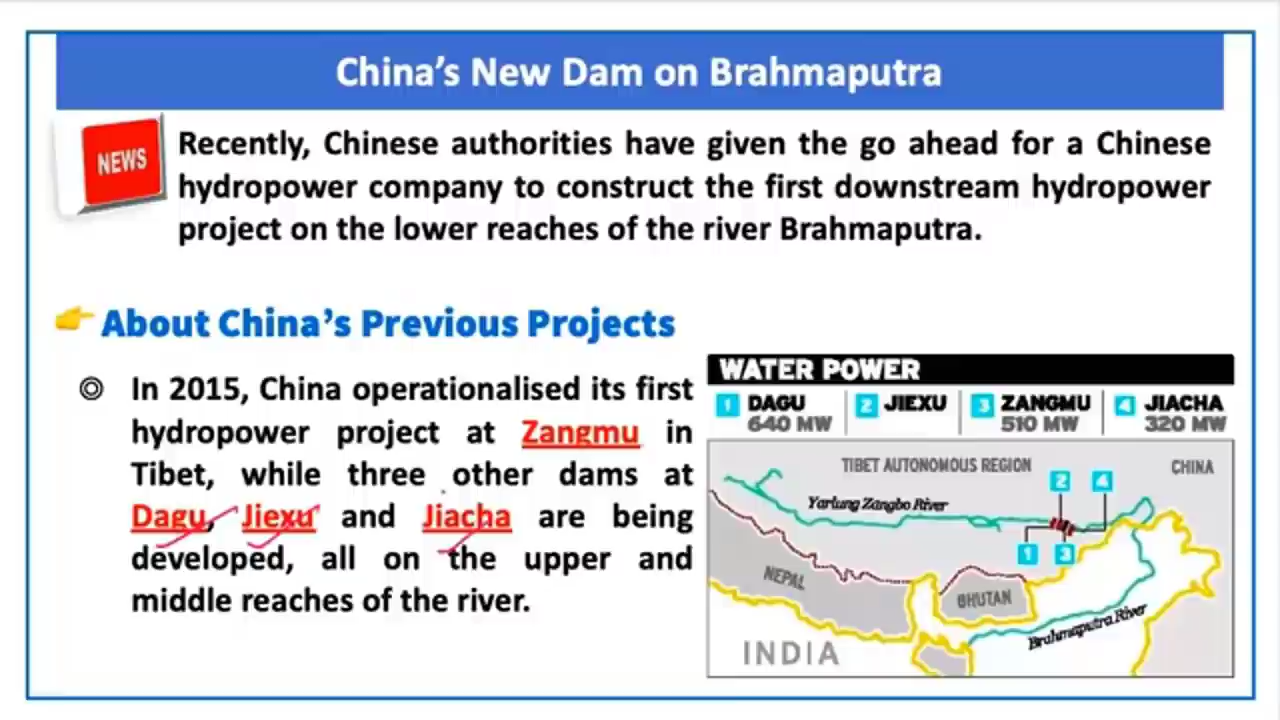 China's New Dam on Brahmaputra
NEWS
Recently, Chinese authorities have given the go ahead for a Chinese
hydropower company to construct the first downstream hydropower
project on the lower reaches of the river Brahmaputra.
About China's Previous Projects
In 2015, China operationalised its first
hydropower project at Zangmu in
Tibet, while three other dams at
Dagu, Jiexu and Jiacha are being
developed, all on the upper and
middle reaches of the river.
WATER POWER
1 DAGU 2 JIEXU 3 ZANGMU 4 JIACHA
640 MW 510 MW 320 MW
TIBET AUTONOMOUS REGION CHINA
2 4
Yarlung Zangbo River
1 3
NEPAL
BHUTAN
Brahmaputra River
INDIA